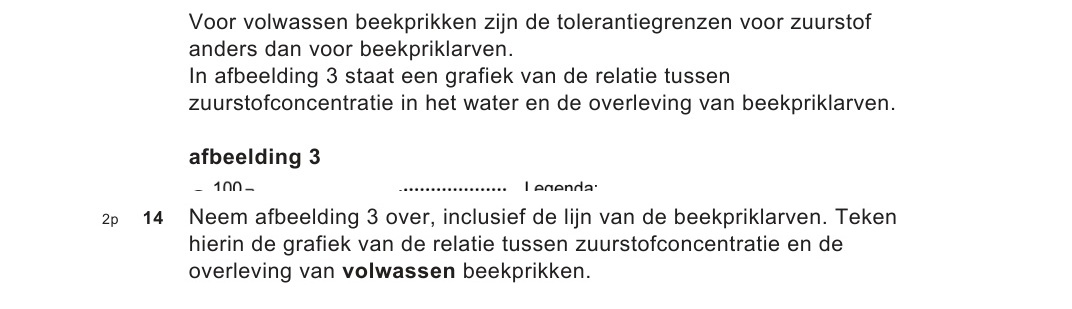 Voor volwassen beekprikken zijn de tolerantiegrenzen voor zuurstof
anders dan voor beekpriklarven.
In afbeelding 3 staat een grafiek van de relatie tussen
zuurstofconcentratie in het water en de overleving van beekpriklarven.
afbeelding 3
100
Legenda:
2p 14 Neem afbeelding 3 over, inclusief de lijn van de beekpriklarven. Teken
hierin de grafiek van de relatie tussen zuurstofconcentratie en de
overleving van volwassen beekprikken.